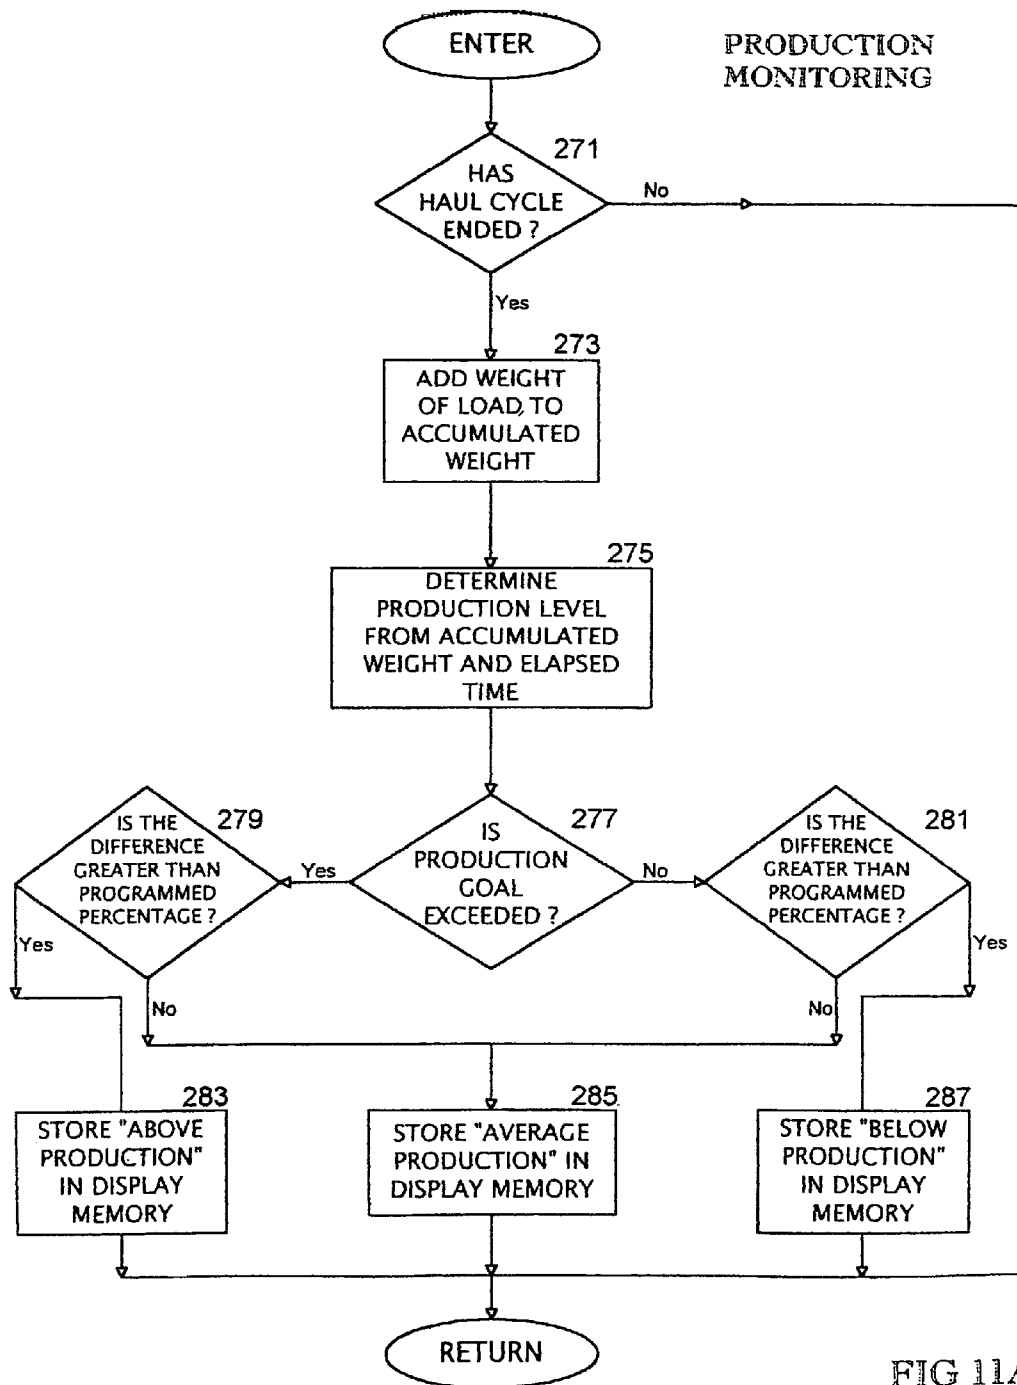 ENTER
PRODUCTION
MONITORING
271
HAS
HAUL CYCLE
ENDED ?
No
Yes
273
ADD WEIGHT
OF LOAD, TO
ACCUMULATED
WEIGHT
275
DETERMINE
PRODUCTION LEVEL
FROM ACCUMULATED
WEIGHT AND ELAPSED
TIME
279
IS THE
DIFFERENCE
GREATER THAN
PROGRAMMED
PERCENTAGE ?
Yes
277
IS
PRODUCTION
GOAL
EXCEEDED ?
No
281
IS THE
DIFFERENCE
GREATER THAN
PROGRAMMED
PERCENTAGE ?
Yes
No
No
Yes
283
STORE "ABOVE
PRODUCTION"
IN DISPLAY
MEMORY
285
STORE "AVERAGE
PRODUCTION" IN
DISPLAY MEMORY
287
STORE "BELOW
PRODUCTION"
IN DISPLAY
MEMORY
RETURN
FIG 11A